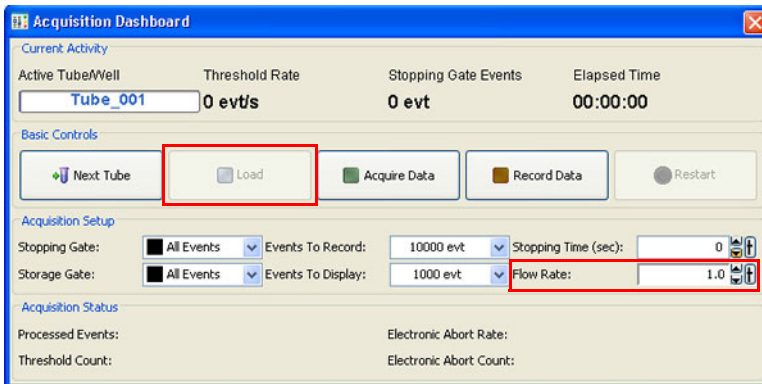 Acquisition Dashboard
Current Activity
Active Tube/Well Threshold Rate Stopping Gate Events Elapsed Time
Tube_001 0 evt/s 0 evt 00:00:00
Basic Controls
Next Tube Load Acquire Data Record Data Restart
Acquisition Setup
Stopping Gate: All Events Events To Record: 10000 evt Stopping Time (sec): 0
Storage Gate: All Events Events To Display: 1000 evt Flow Rate: 1.0
Acquisition Status
Processed Events: Electronic Abort Rate:
Threshold Count: Electronic Abort Count: